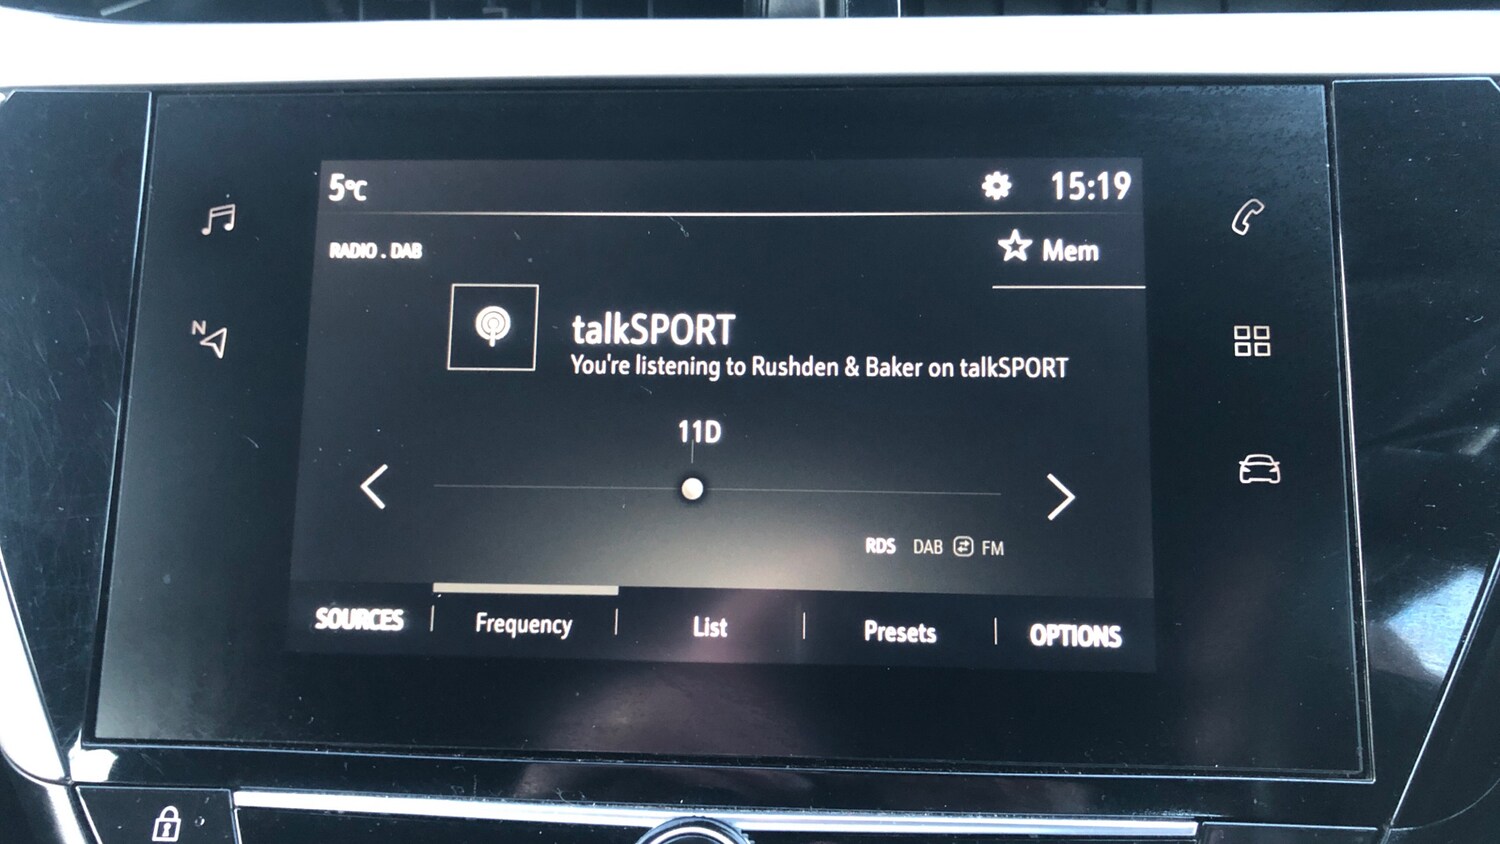 5°C
15:19
RADIO . DAB
Mem
talkSPORT
You're listening to Rushden & Baker on talkSPORT
11D
N
RDS DAB FM
SOURCES
Frequency
List
Presets
OPTIONS